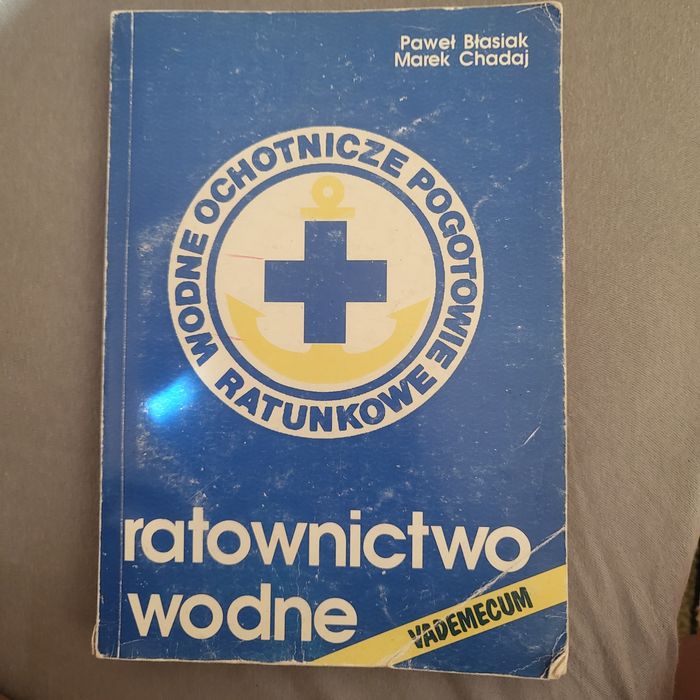 Paweł Błasiak
Marek Chadaj
WODNE OCHOTNICZE POGOTOWIE RATUNKOWE
ratownictwo
wodne
VADEMECUM